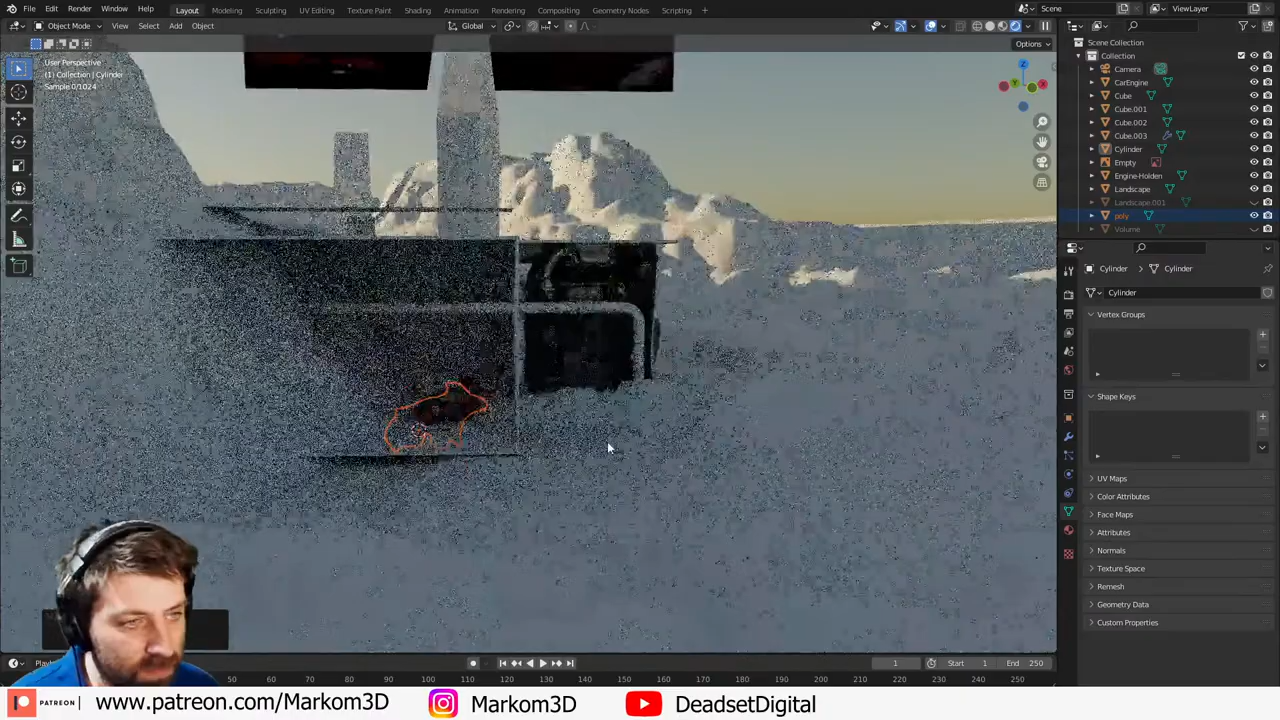 File Edit Render Window Help
Layout Modeling Sculpting UV Editing Texture Paint Shading Animation Rendering Compositing Geometry Nodes Scripting +
Scene
ViewLayer
Object Mode View Select Add Object
Global
Options
User Perspective
(1) Collection | Cylinder
Sample 0/1024
Z
Y
X
Scene Collection
Collection
Camera
CarEngine
Cube
Cube.001
Cube.002
Cube.003
Cylinder
Empty
Engine-Holden
Landscape
Landscape.001
poly
Volume
Cylinder > Cylinder
Cylinder
Vertex Groups
Shape Keys
UV Maps
Color Attributes
Face Maps
Attributes
Normals
Texture Space
Remesh
Geometry Data
Custom Properties
1
Start 1
End 250
50 60 70 80 90 100 110 120 130 140 150 160 170 180 190 200 210 220 230 240 250
PATREON www.patreon.com/Markom3D Markom3D DeadsetDigital